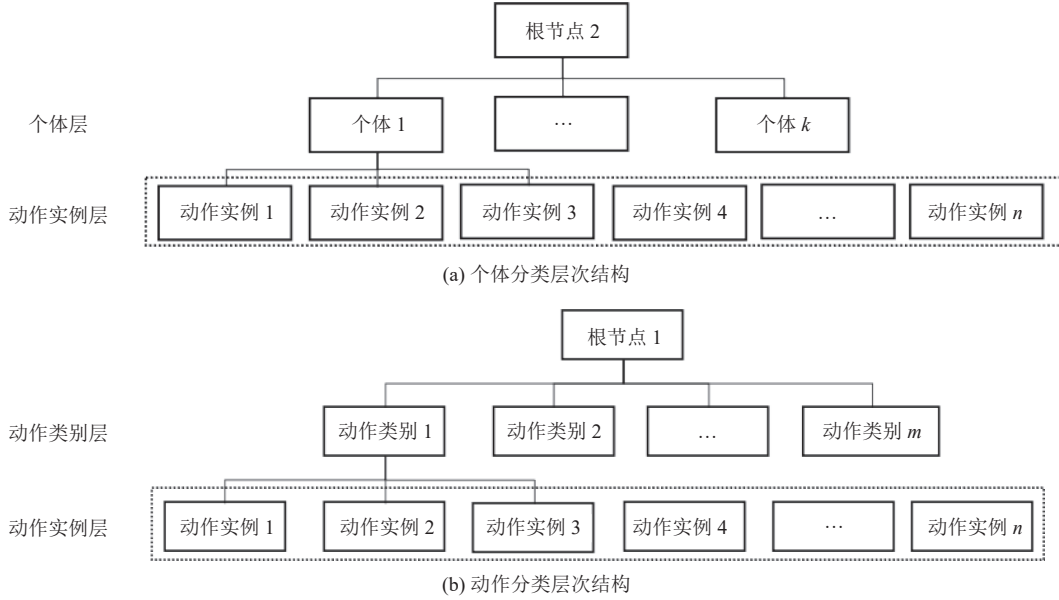 根节点 2
个体层
个体 1
…
个体 k
动作实例层
动作实例 1
动作实例 2
动作实例 3
动作实例 4
…
动作实例 n
(a) 个体分类层次结构
根节点 1
动作类别层
动作类别 1
动作类别 2
…
动作类别 m
动作实例层
动作实例 1
动作实例 2
动作实例 3
动作实例 4
…
动作实例 n
(b) 动作分类层次结构